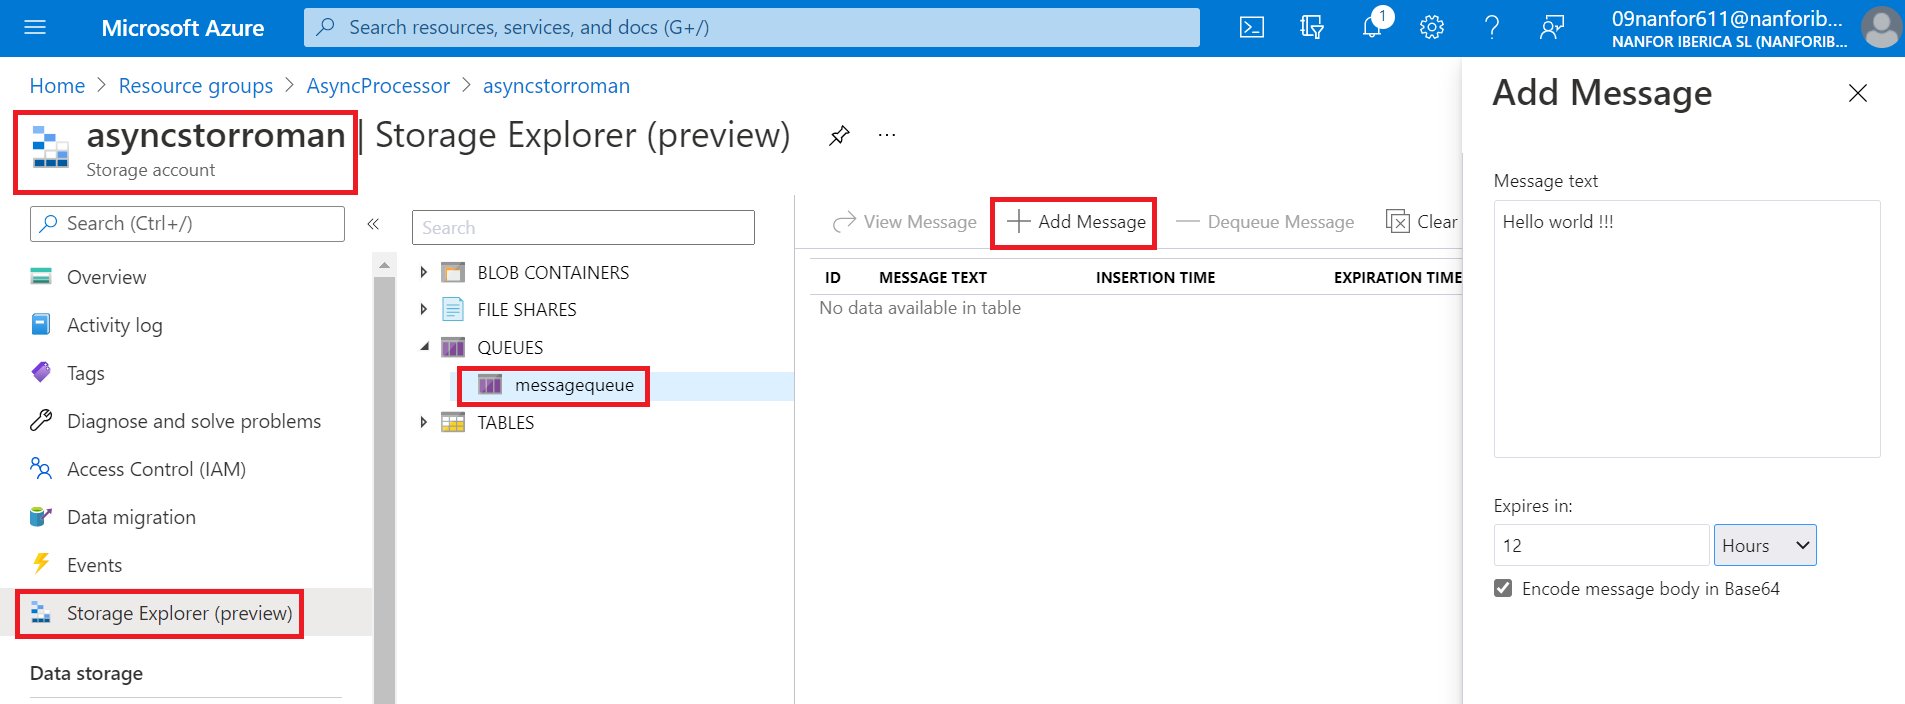 Microsoft Azure
Search resources, services, and docs (G+/)
1
09nanfor611@nanforib...
NANFOR IBERICA SL (NANFORIB...
Home > Resource groups > AsyncProcessor > asyncstorroman
asyncstorroman | Storage Explorer (preview) ...
Storage account
Search (Ctrl+/)
«
Overview
Activity log
Tags
Diagnose and solve problems
Access Control (IAM)
Data migration
Events
Storage Explorer (preview)
Data storage
Search
BLOB CONTAINERS
FILE SHARES
QUEUES
messagequeue
TABLES
View Message
Add Message
Dequeue Message
Clear
ID MESSAGE TEXT INSERTION TIME EXPIRATION TIME
No data available in table
Add Message
Message text
Hello world !!!
Expires in:
12 Hours
Encode message body in Base64